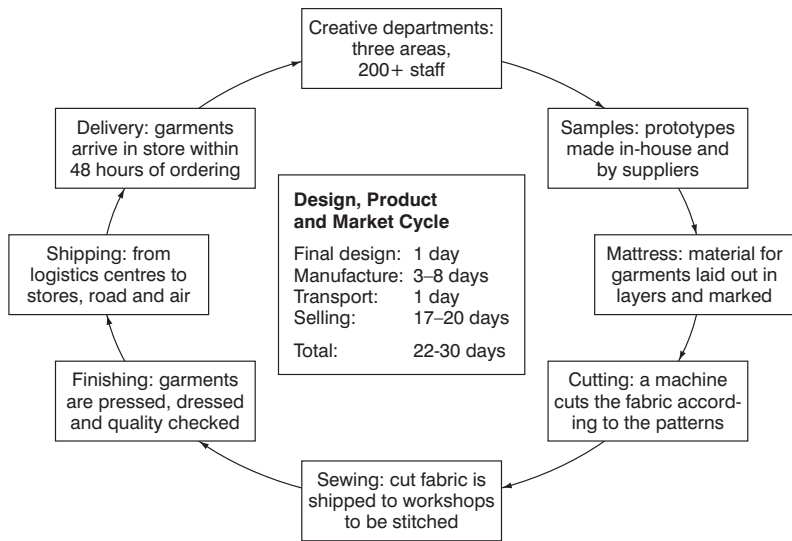 Creative departments:
three areas,
200+ staff
Samples: prototypes
made in-house and
by suppliers
Mattress: material for
garments laid out in
layers and marked
Cutting: a machine
cuts the fabric accord-
ing to the patterns
Sewing: cut fabric is
shipped to workshops
to be stitched
Finishing: garments
are pressed, dressed
and quality checked
Shipping: from
logistics centres to
stores, road and air
Delivery: garments
arrive in store within
48 hours of ordering
Design, Product
and Market Cycle
Final design: 1 day
Manufacture: 3–8 days
Transport: 1 day
Selling: 17–20 days
Total: 22-30 days